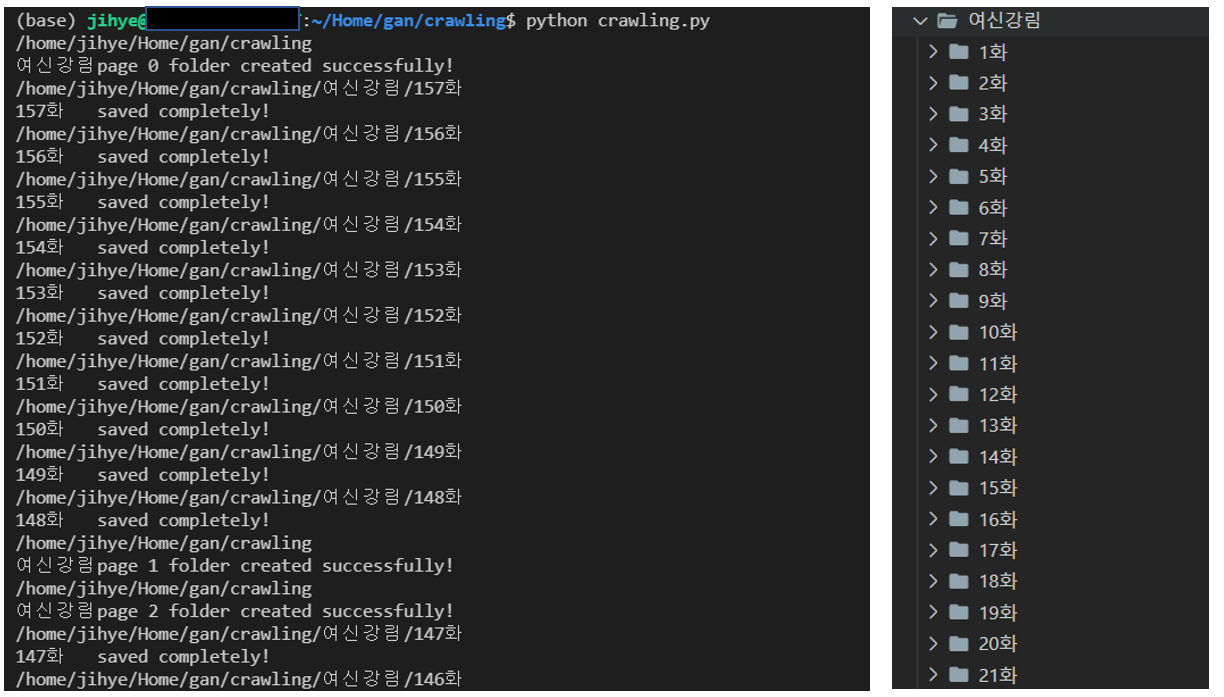 (base) jihye@:~/Home/gan/crawling$ python crawling.py
/home/jihye/Home/gan/crawling
여신강림page 0 folder created successfully!
/home/jihye/Home/gan/crawling/여신강림/157화
157화   saved completely!
/home/jihye/Home/gan/crawling/여신강림/156화
156화   saved completely!
/home/jihye/Home/gan/crawling/여신강림/155화
155화   saved completely!
/home/jihye/Home/gan/crawling/여신강림/154화
154화   saved completely!
/home/jihye/Home/gan/crawling/여신강림/153화
153화   saved completely!
/home/jihye/Home/gan/crawling/여신강림/152화
152화   saved completely!
/home/jihye/Home/gan/crawling/여신강림/151화
151화   saved completely!
/home/jihye/Home/gan/crawling/여신강림/150화
150화   saved completely!
/home/jihye/Home/gan/crawling/여신강림/149화
149화   saved completely!
/home/jihye/Home/gan/crawling/여신강림/148화
148화   saved completely!
/home/jihye/Home/gan/crawling
여신강림page 1 folder created successfully!
/home/jihye/Home/gan/crawling
여신강림page 2 folder created successfully!
/home/jihye/Home/gan/crawling/여신강림/147화
147화   saved completely!
/home/jihye/Home/gan/crawling/여신강림/146화
여신강림
1화
2화
3화
4화
5화
6화
7화
8화
9화
10화
11화
12화
13화
14화
15화
16화
17화
18화
19화
20화
21화